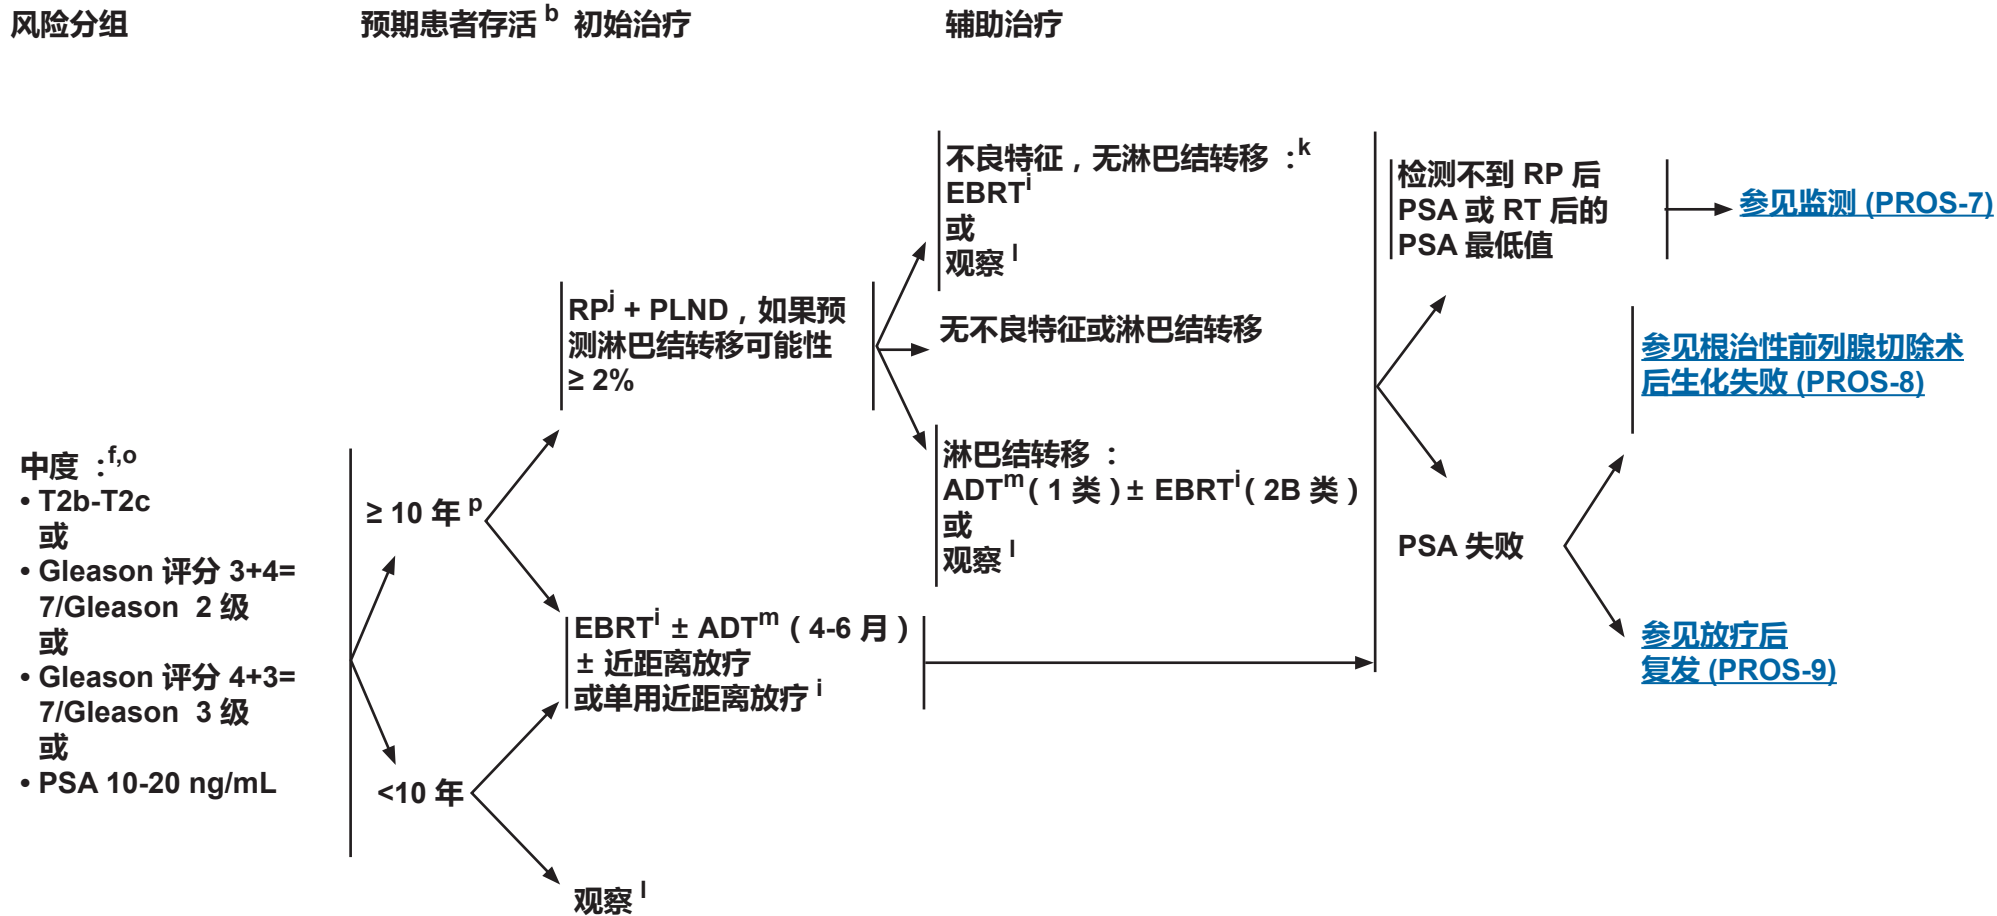 风险分组
预期患者存活 b
初始治疗
辅助治疗
中度 ：f,o
• T2b-T2c
或
• Gleason 评分 3+4=
7/Gleason 2 级
或
• Gleason 评分 4+3=
7/Gleason 3 级
或
• PSA 10-20 ng/mL
≥ 10 年 p
<10 年
RPj + PLND，如果预
测淋巴结转移可能性
≥ 2%
EBRTi ± ADTm（4-6 月）
± 近距离放疗
或单用近距离放疗 i
观察 l
不良特征，无淋巴结转移 ：k
EBRTi
或
观察 l
无不良特征或淋巴结转移
淋巴结转移 ：
ADTm（1 类）± EBRTi（2B 类）
或
观察 l
检测不到 RP 后
PSA 或 RT 后的
PSA 最低值
PSA 失败
参见监测 (PROS-7)
参见根治性前列腺切除术
后生化失败 (PROS-8)
参见放疗后
复发 (PROS-9)